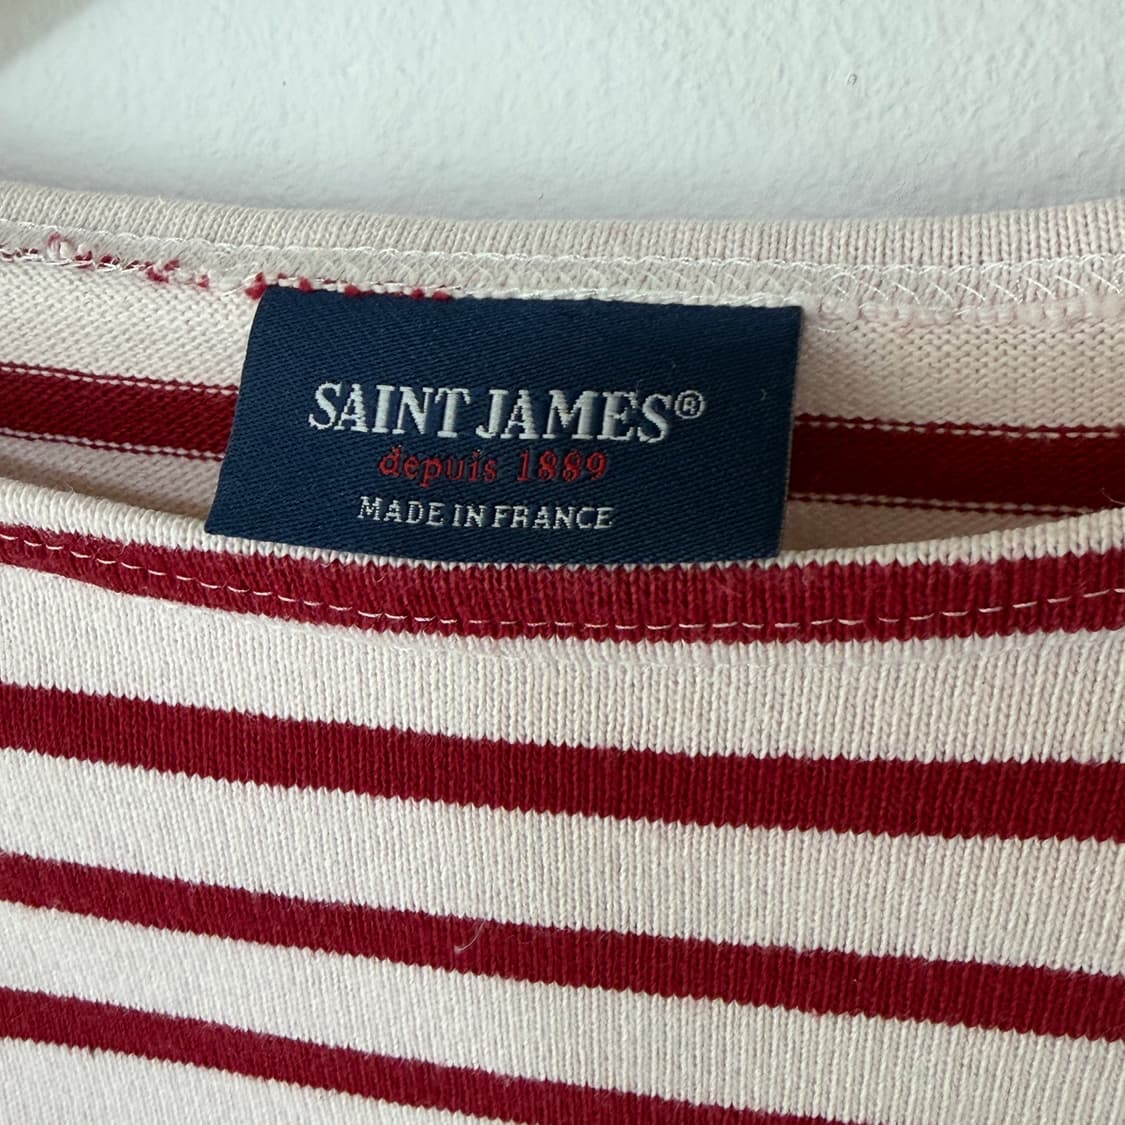 SAINT JAMES®
depuis 1889
MADE IN FRANCE